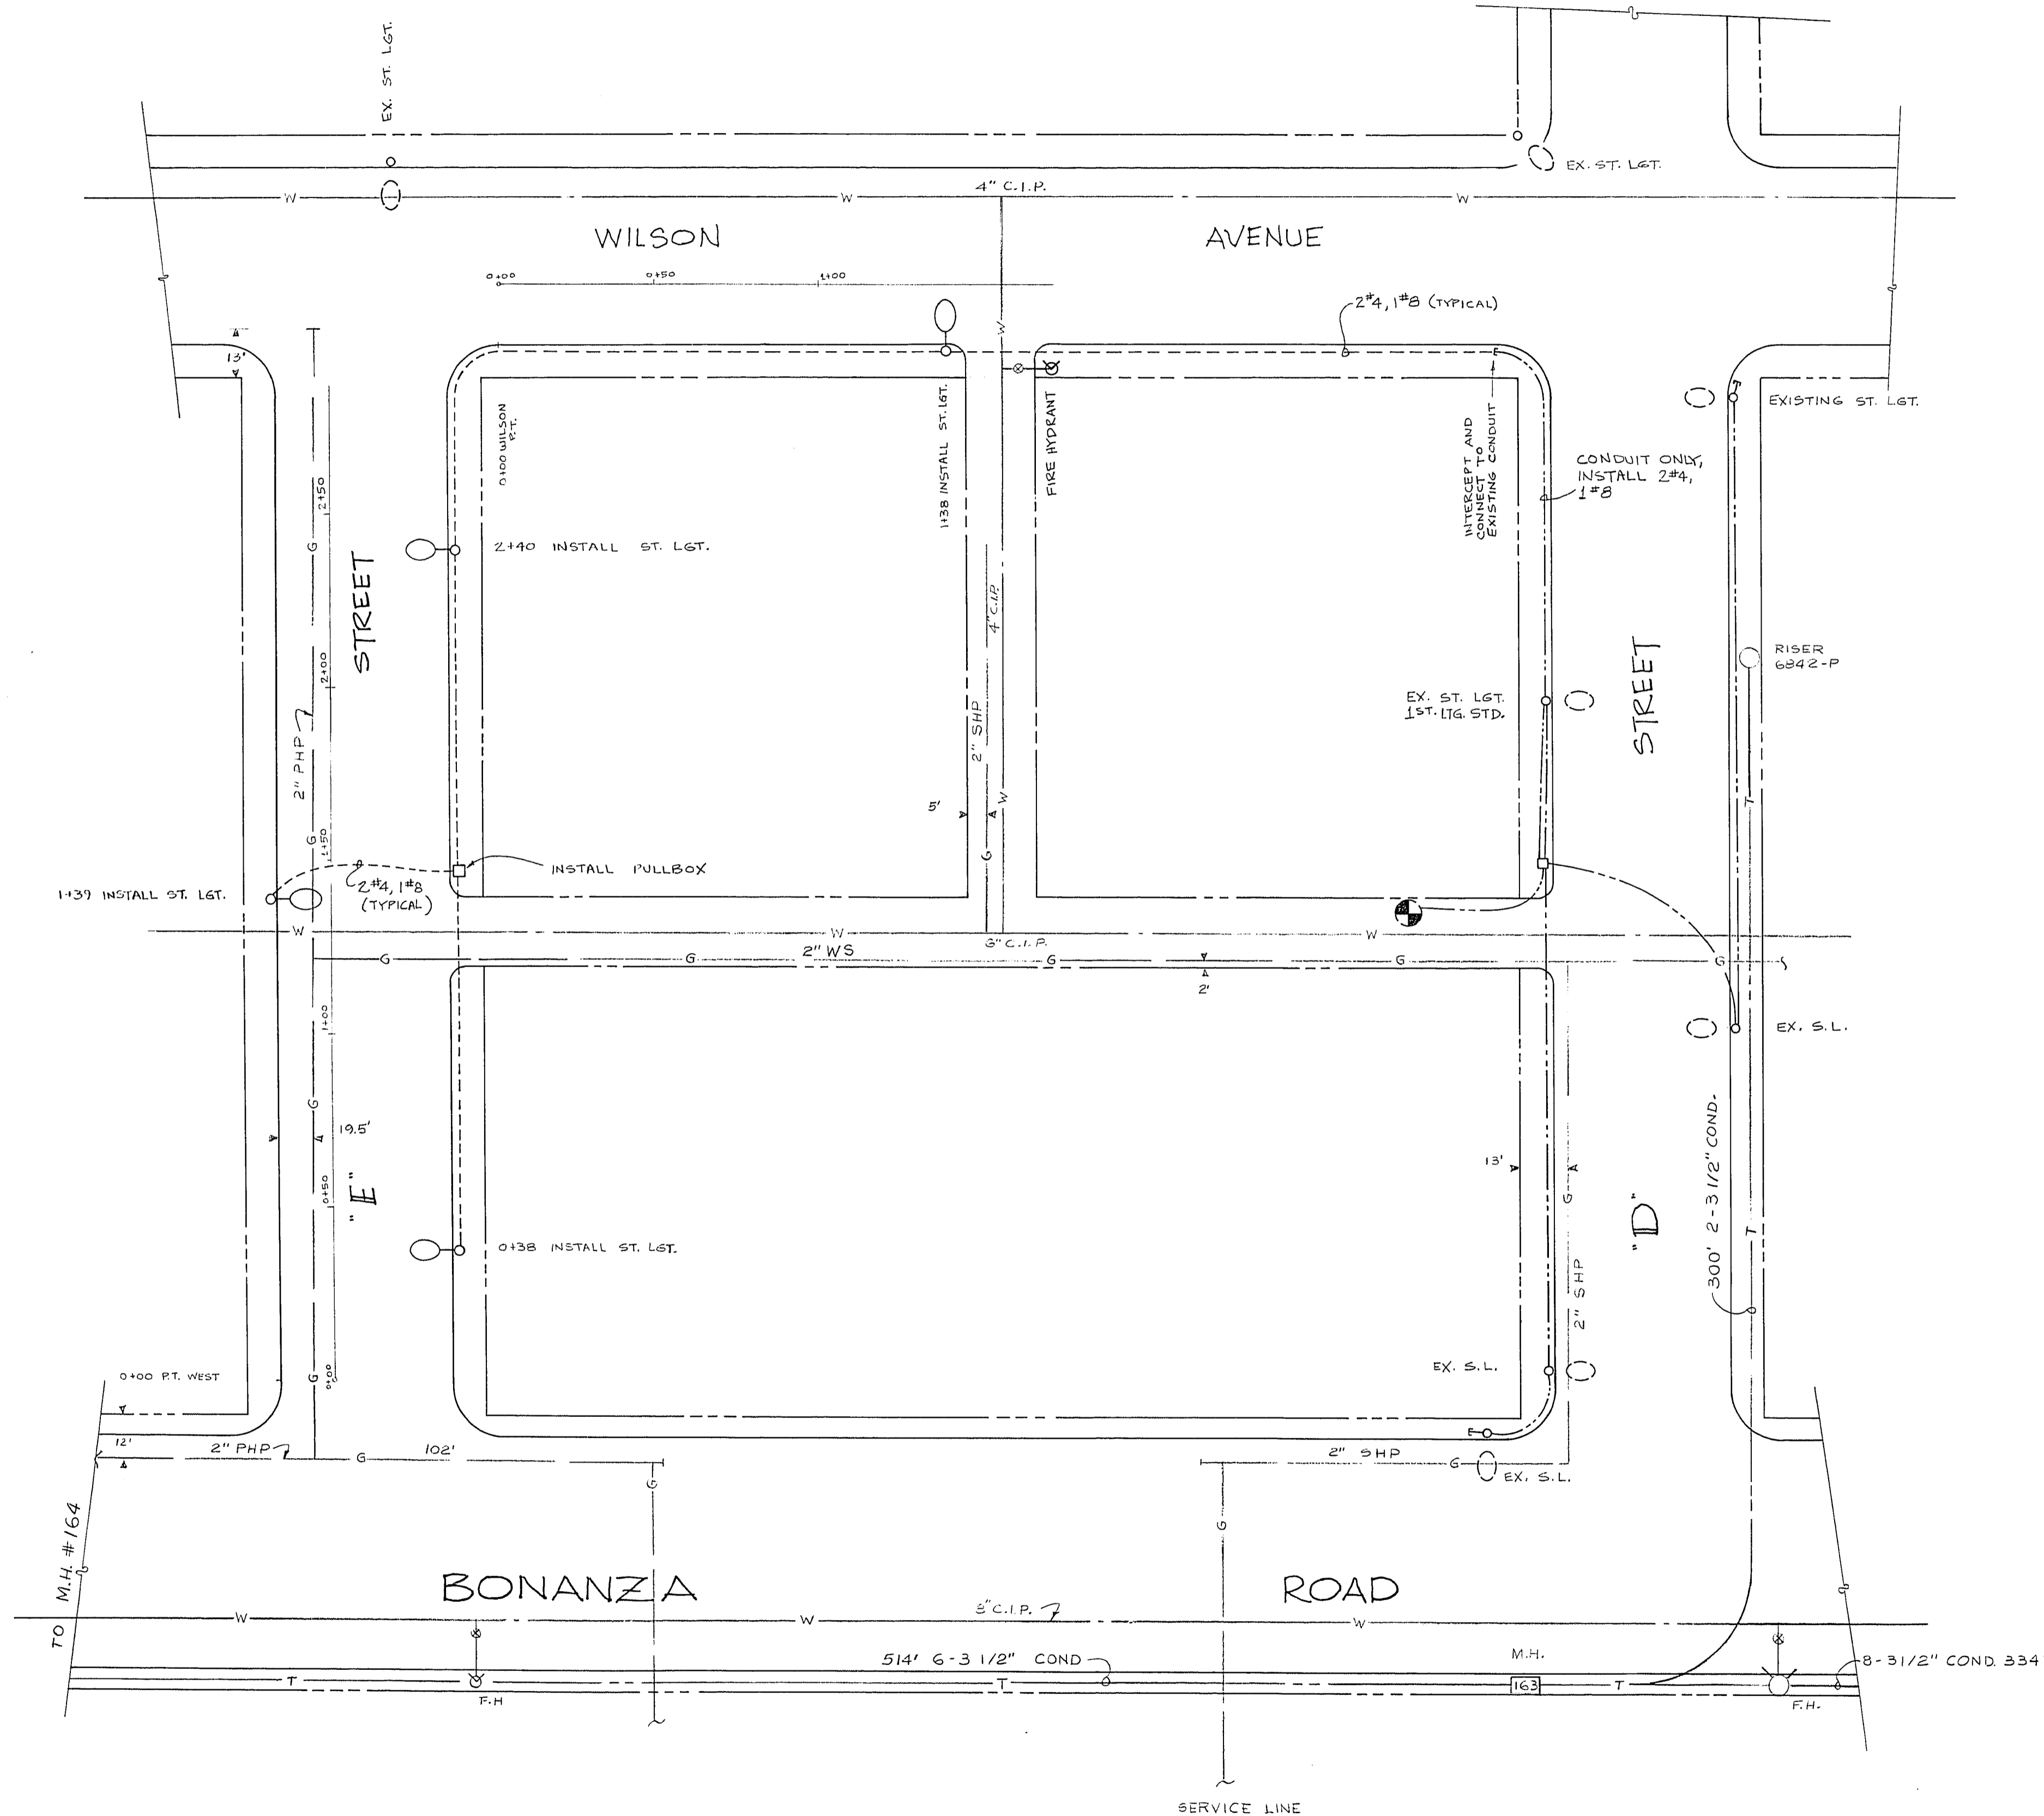 EX. ST. LGT.
EX. ST. LGT.
4" C.I.P.
W
W
W
WILSON AVENUE
0+00
0+50
1+00
2#4, 1#8 (TYPICAL)
13'
W
0+00 WILSON
P.T.
1+38 INSTALL ST. LGT.
FIRE HYDRANT
INTERCEPT AND
CONNECT TO
EXISTING CONDUIT
E
EXISTING ST. LGT.
CONDUIT ONLY,
INSTALL 2#4,
1#8
2+50
G
2+40 INSTALL ST. LGT.
STREET
4" C.I.P.
2+00
2" PHP
2" SHP
EX. ST. LGT.
1ST. LTG. STD.
STREET
RISER
6842-P
T
5'
W
G
1+50
G
INSTALL PULLBOX
1+39 INSTALL ST. LGT.
2#4, 1#8
(TYPICAL)
W
W
6" C.I.P.
W
2" WS
G
G
G
G
G
2'
1+00
EX. S.L.
G
19.5'
"E"
0+50
13'
G
"D"
300' 2-3 1/2" COND.
T
0+38 INSTALL ST. LGT.
2" SHP
EX. S.L.
0+00 P.T. WEST
G
0+00
12'
2" PHP
G
102'
E
2" SHP
G
EX. S.L.
G
G
TO M.H. #164
BONANZA ROAD
W
W
8" C.I.P.
W
T
F.H
514' 6-3 1/2" COND
T
M.H.
163
T
8-3 1/2" COND. 334
F.H.
SERVICE LINE